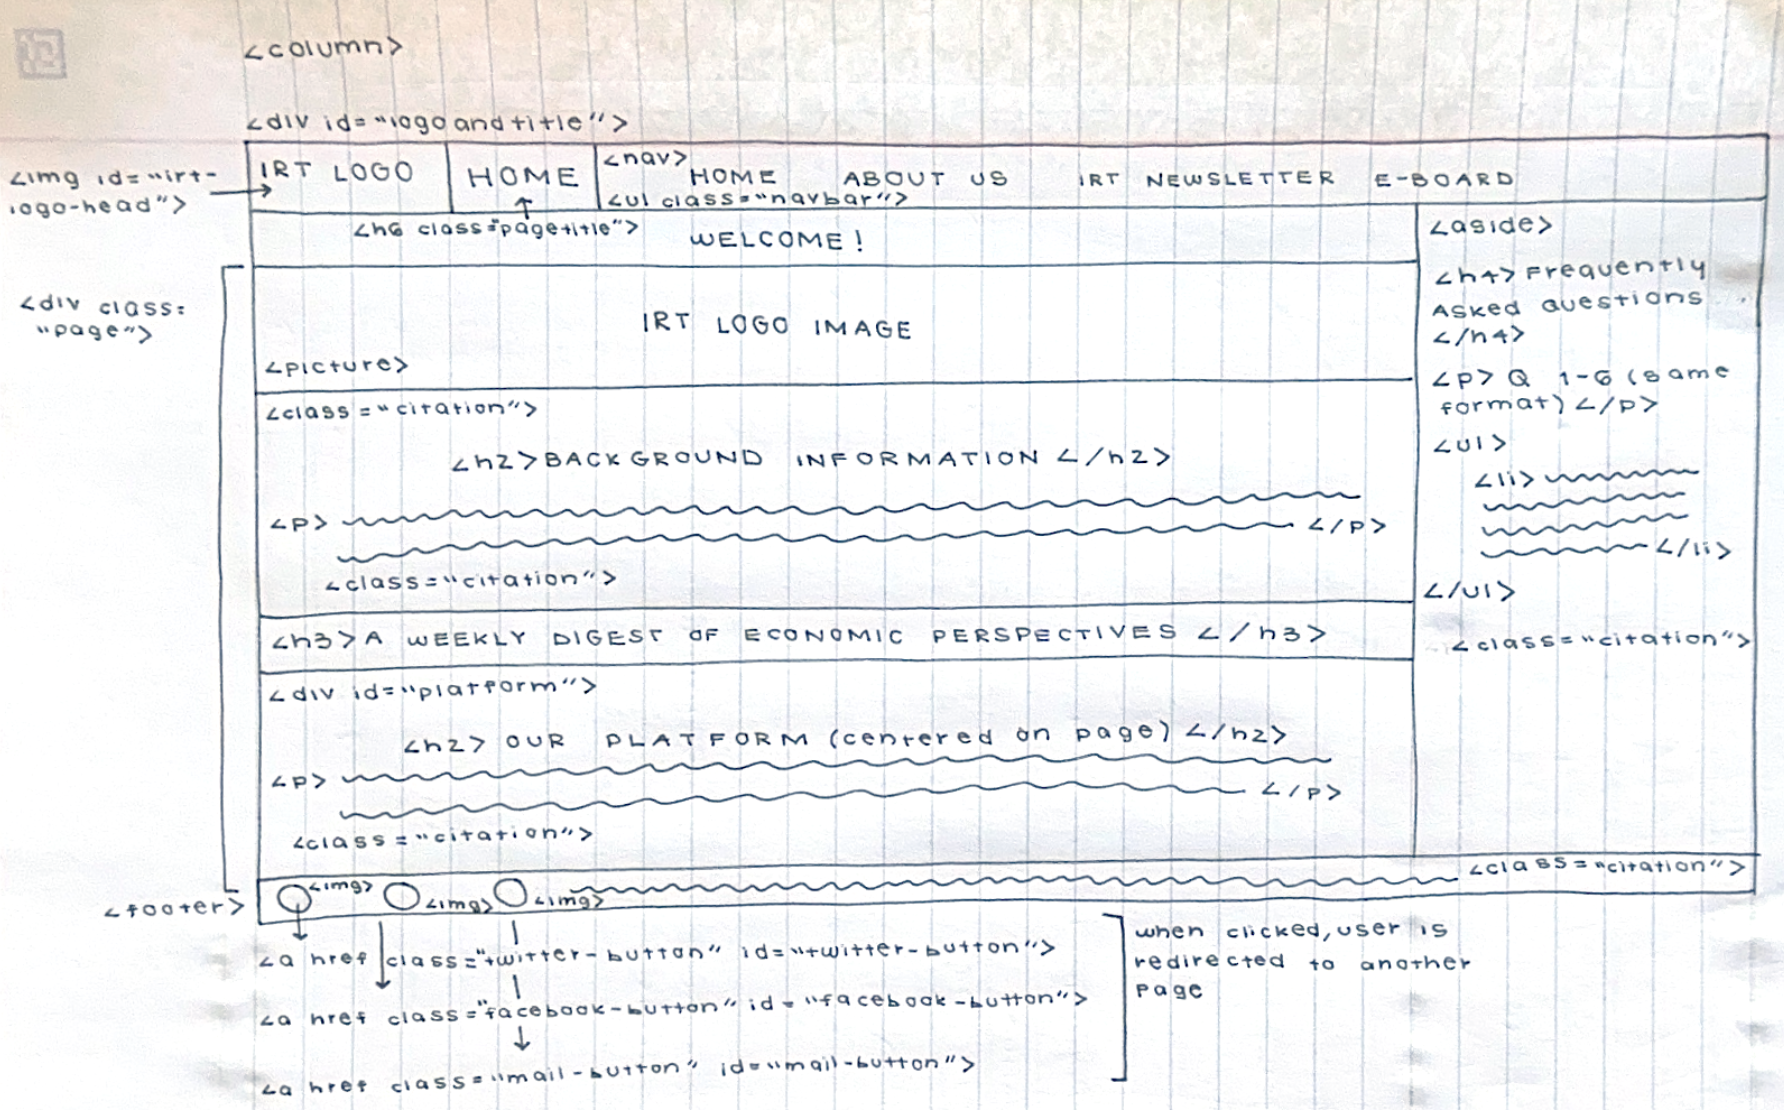 <column>
<div id="logo and title">
<img id="irt-
logo-head">
IRT LOGO
HOME
<nav>
HOME ABOUT US IRT NEWSLETTER E-BOARD
<ul class="navbar">
<h6 class="pagetitle">
WELCOME!
<div class=
"page">
IRT LOGO IMAGE
<picture>
<class="citation">
<h2>BACKGROUND INFORMATION </h2>
<p>
</p>
<class="citation">
<h3>A WEEKLY DIGEST OF ECONOMIC PERSPECTIVES </h3>
<div id="platform">
<h2> OUR PLATFORM (centered on page) </h2>
<p>
</p>
<class="citation">
<aside>
<h4> Frequently
Asked Questions
</h4>
<p> Q 1-6 (same
format) </p>
<ul>
<li>
</li>
</ul>
<class="citation">
<footer>
<img>
<img>
<img>
<class="citation">
<a href class="twitter-button" id="twitter-button">
<a href class="facebook-button" id="facebook-button">
<a href class="mail-button" id="mail-button">
when clicked, user is
redirected to another
page